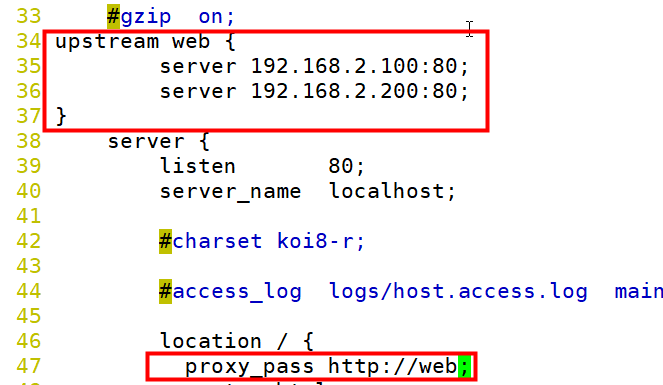 33     #gzip  on;
34 upstream web {
35         server 192.168.2.100:80;
36         server 192.168.2.200:80;
37 }
38     server {
39         listen       80;
40         server_name  localhost;
41
42         #charset koi8-r;
43
44         #access_log  logs/host.access.log  main
45
46         location / {
47           proxy_pass http://web;